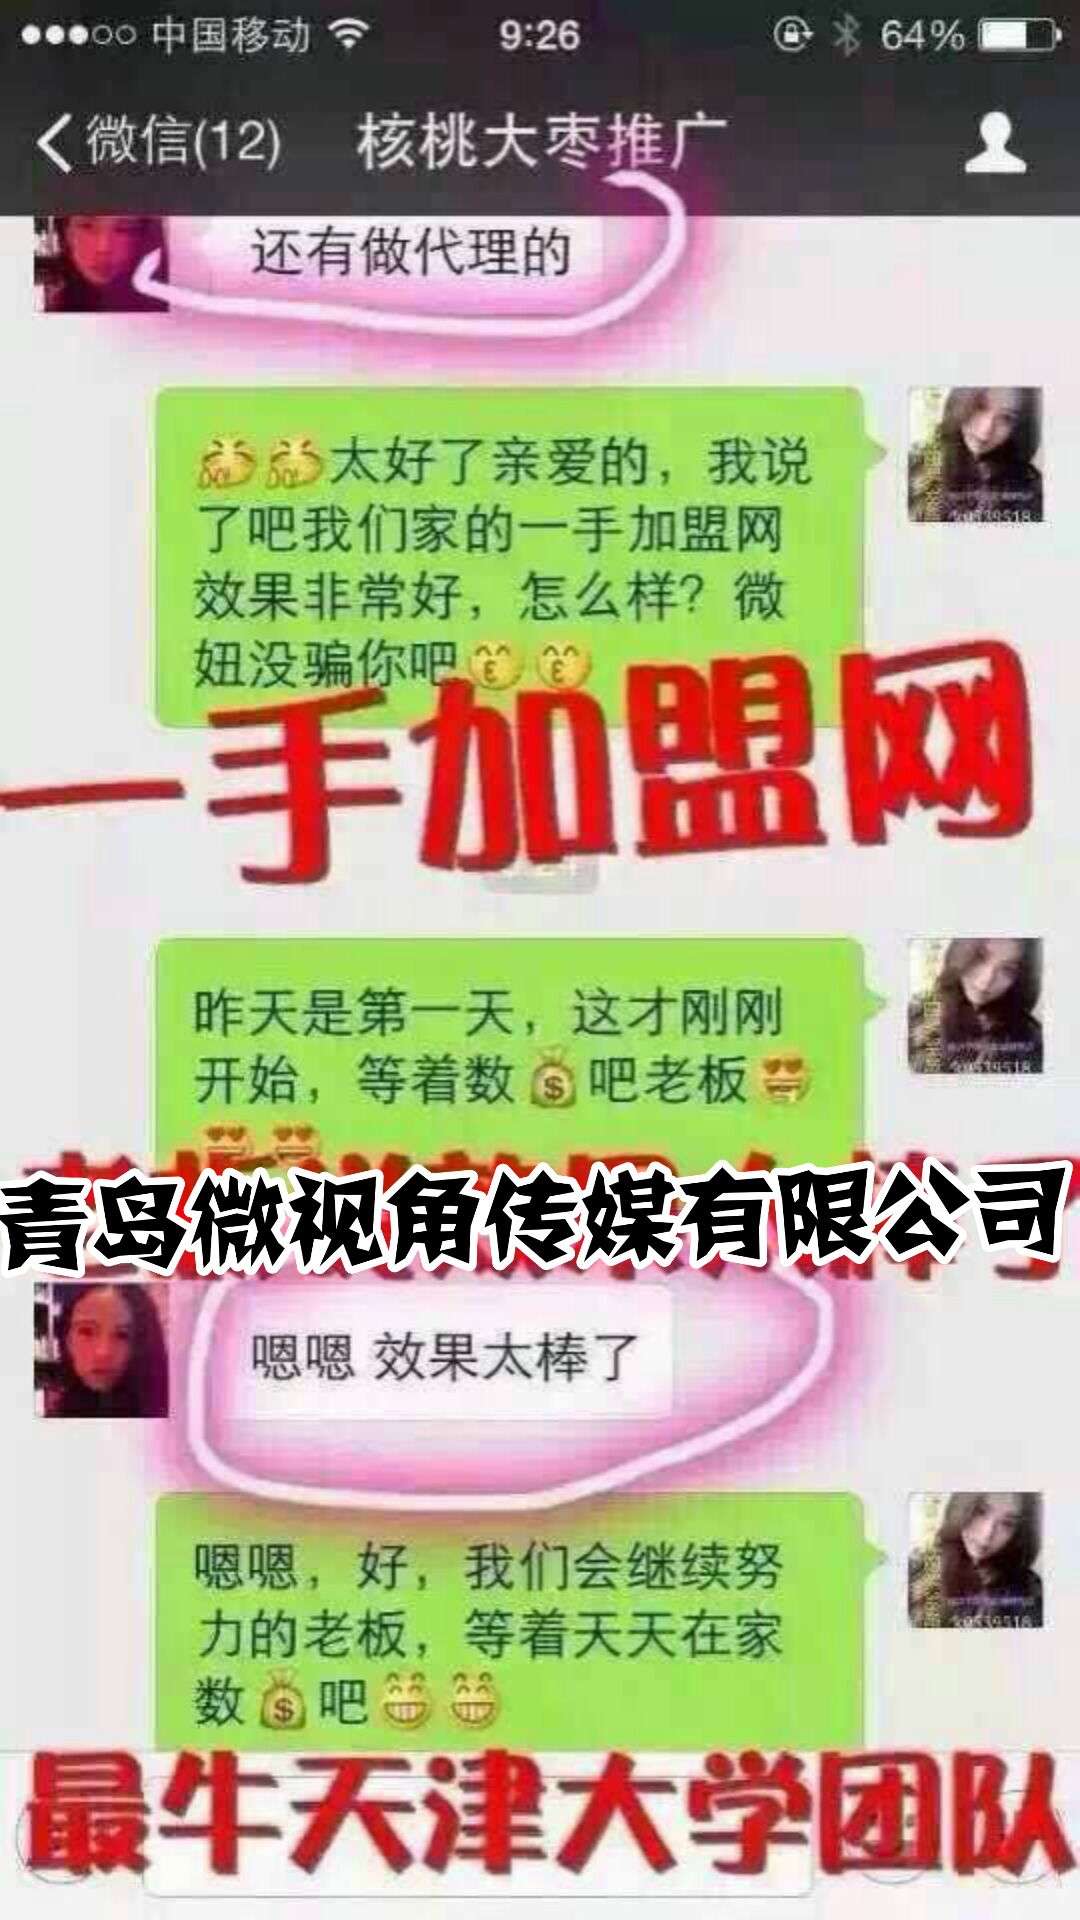 中国移动
9:26
64%
微信(12)
核桃大枣推广
还有做代理的
太好了亲爱的，我说
了吧我们家的一手加盟网
效果非常好，怎么样？微
妞没骗你吧
一手加盟网
昨天是第一天，这才刚刚
开始，等着数 吧老板
青岛微视角传媒有限公司
嗯嗯 效果太棒了
嗯嗯，好，我们会继续努
力的老板，等着天天在家
数 吧
最牛天津大学团队